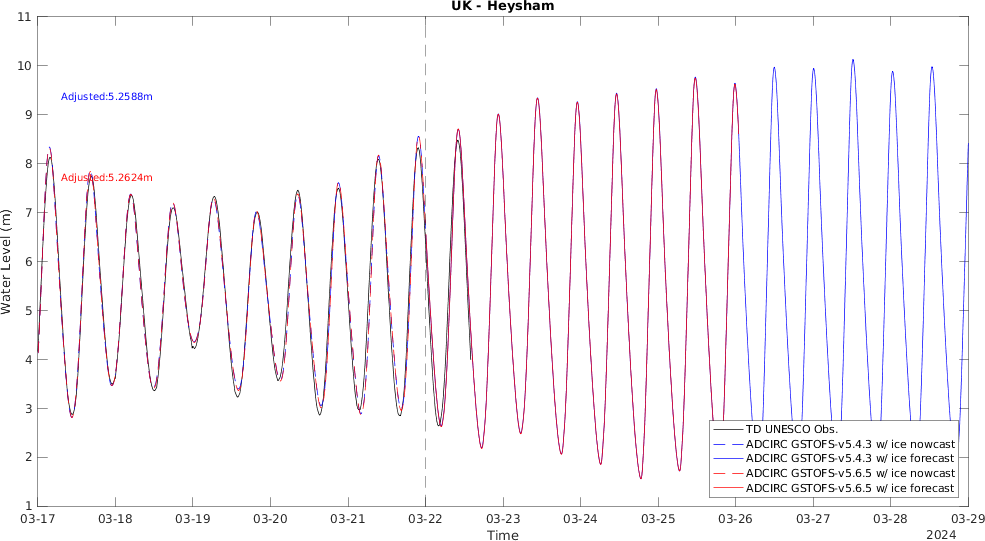 UK - Heysham
11
10
9
8
7
6
5
4
3
2
1
Water Level (m)
Adjusted:5.2588m
Adjusted:5.2624m
TD UNESCO Obs.
ADCIRC GSTOFS-v5.4.3 w/ ice nowcast
ADCIRC GSTOFS-v5.4.3 w/ ice forecast
ADCIRC GSTOFS-v5.6.5 w/ ice nowcast
ADCIRC GSTOFS-v5.6.5 w/ ice forecast
03-17 03-18 03-19 03-20 03-21 03-22 03-23 03-24 03-25 03-26 03-27 03-28 03-29
Time
2024